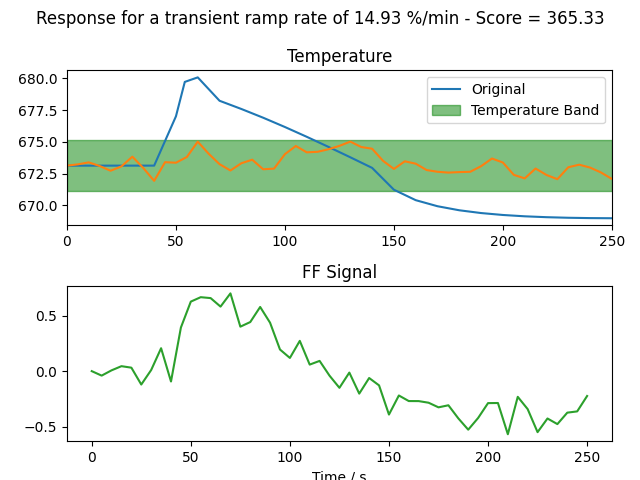 Response for a transient ramp rate of 14.93 %/min - Score = 365.33
Temperature
680.0
677.5
675.0
672.5
670.0
Original
Temperature Band
0 50 100 150 200 250
FF Signal
0.5
0.0
−0.5
0 50 100 150 200 250
Time / s